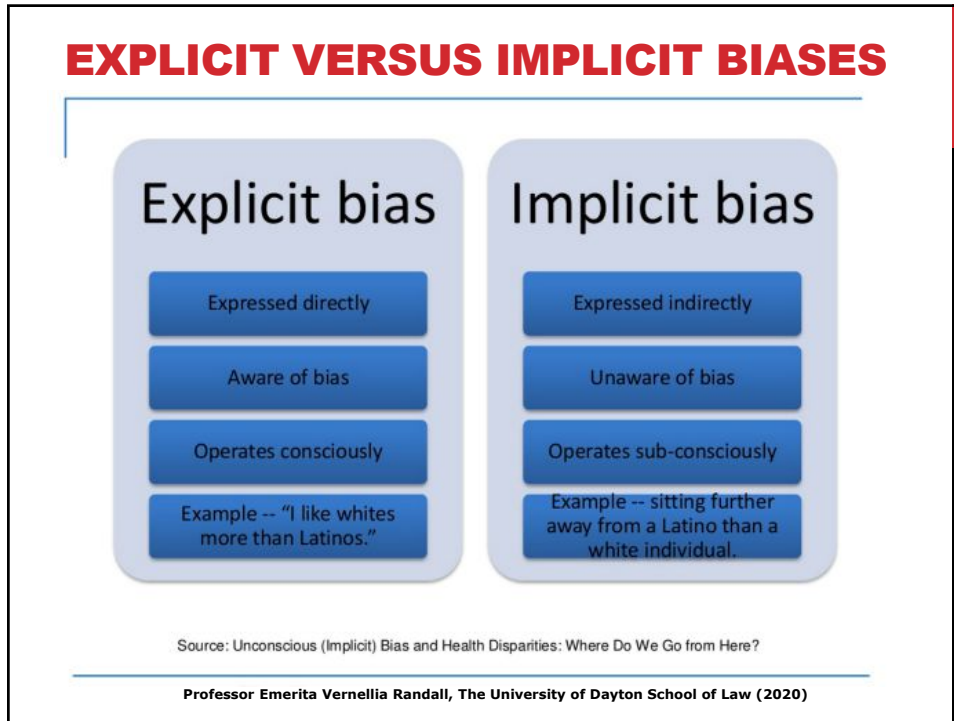 EXPLICIT VERSUS IMPLICIT BIASES
Explicit bias
Expressed directly
Aware of bias
Operates consciously
Example -- “I like whites
more than Latinos.”
Implicit bias
Expressed indirectly
Unaware of bias
Operates sub-consciously
Example -- sitting further
away from a Latino than a
white individual.
Source: Unconscious (Implicit) Bias and Health Disparities: Where Do We Go from Here?
Professor Emerita Vernellia Randall, The University of Dayton School of Law (2020)